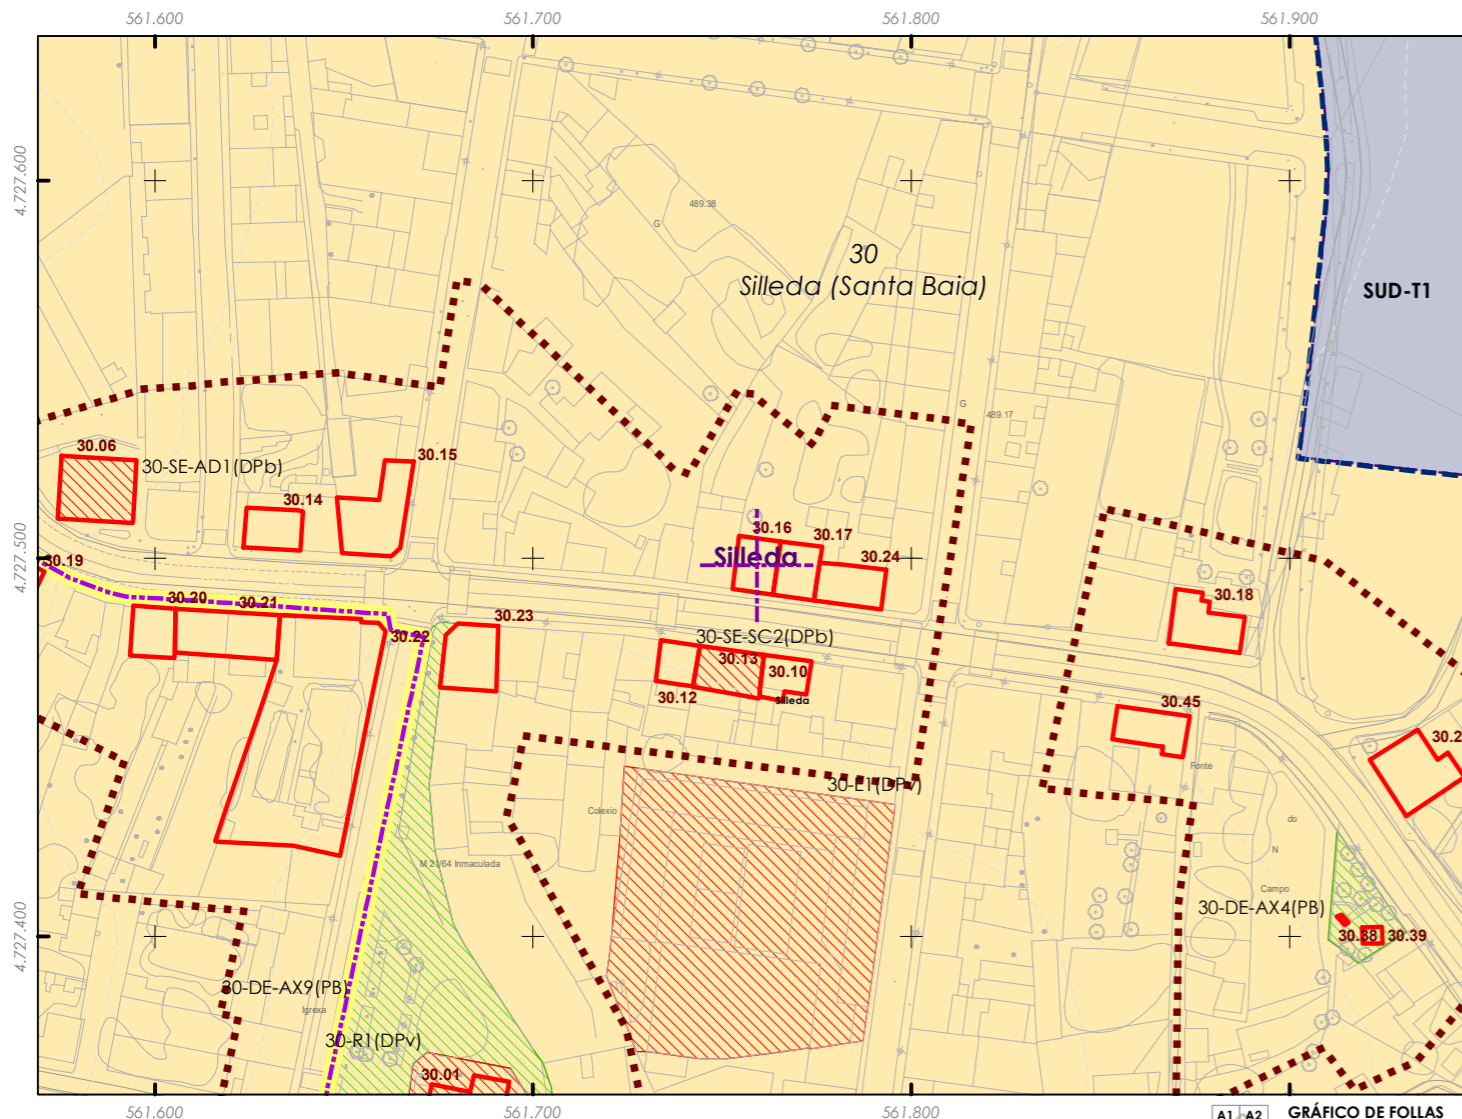 561.600
561.700
561.800
561.900
4.727.600
489.38
G
30
Silleda (Santa Baia)
SUD-T1
G
489.17
30.06
30-SE-AD1(DPb)
30.15
30.14
4.727.500
30.19
30.16
30.17
Silleda
30.24
30.20
30.21
30.22
30.23
30-SE-SC2(DPb)
30.13
30.10
30.12
Silleda
30.18
30.45
30.2
Fonte
30-E1(DPv)
Colexio
do
M 21/64 Inmaculada
N
Campo
30-DE-AX4(PB)
4.727.400
30.38
30.39
30-DE-AX9(PB)
Igrexa
30-R1(DPv)
30.01
561.600
561.700
561.800
A1 A2
GRÁFICO DE FOLLAS
561.900